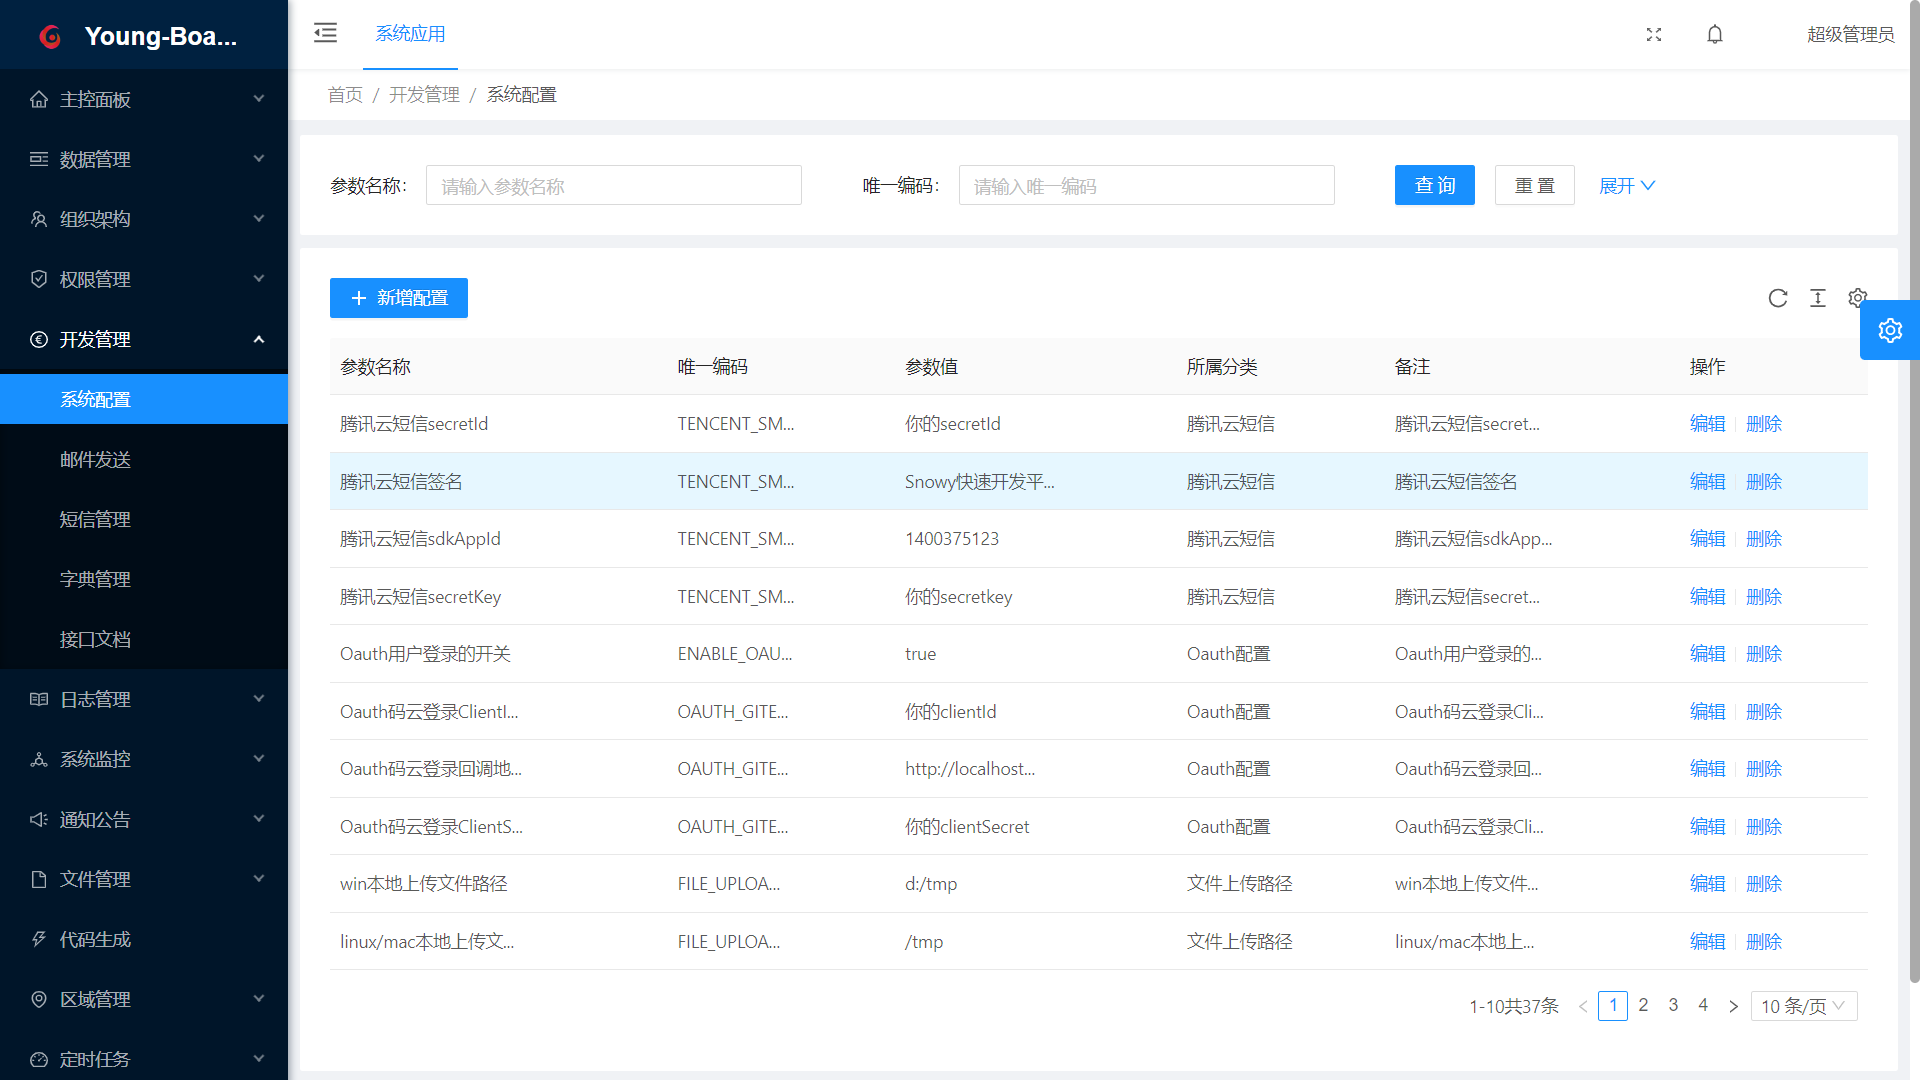 Young-Boa...
系统应用
超级管理员
主控面板
数据管理
组织架构
权限管理
开发管理
系统配置
邮件发送
短信管理
字典管理
接口文档
日志管理
系统监控
通知公告
文件管理
代码生成
区域管理
定时任务
首页 / 开发管理 / 系统配置
参数名称: 请输入参数名称 唯一编码: 请输入唯一编码 查 询 重 置 展开
新增配置
参数名称 唯一编码 参数值 所属分类 备注 操作
腾讯云短信secretId TENCENT_SM... 你的secretId 腾讯云短信 腾讯云短信secret... 编辑 删除
腾讯云短信签名 TENCENT_SM... Snowy快速开发平... 腾讯云短信 腾讯云短信签名 编辑 删除
腾讯云短信sdkAppId TENCENT_SM... 1400375123 腾讯云短信 腾讯云短信sdkApp... 编辑 删除
腾讯云短信secretKey TENCENT_SM... 你的secretkey 腾讯云短信 腾讯云短信secret... 编辑 删除
Oauth用户登录的开关 ENABLE_OAU... true Oauth配置 Oauth用户登录的... 编辑 删除
Oauth码云登录ClientI... OAUTH_GITE... 你的clientId Oauth配置 Oauth码云登录Cli... 编辑 删除
Oauth码云登录回调地... OAUTH_GITE... http://localhost... Oauth配置 Oauth码云登录回... 编辑 删除
Oauth码云登录ClientS... OAUTH_GITE... 你的clientSecret Oauth配置 Oauth码云登录Cli... 编辑 删除
win本地上传文件路径 FILE_UPLOA... d:/tmp 文件上传路径 win本地上传文件... 编辑 删除
linux/mac本地上传文... FILE_UPLOA... /tmp 文件上传路径 linux/mac本地上... 编辑 删除
1-10共37条 < 1 2 3 4 > 10 条/页